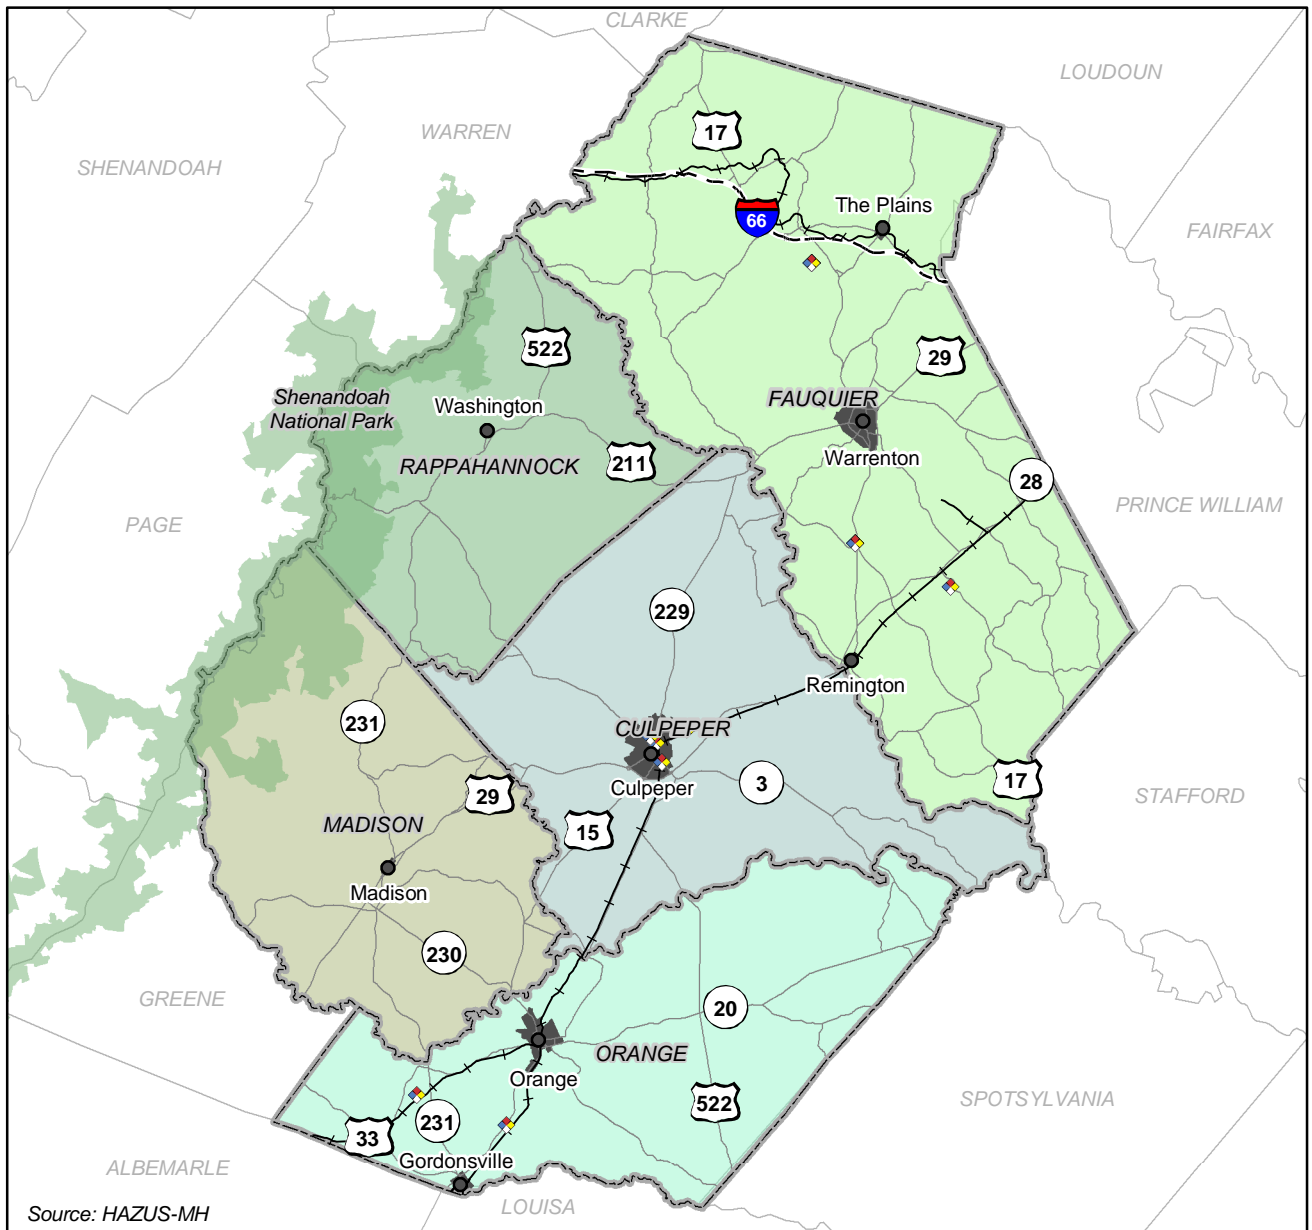 CLARKE
LOUDOUN
WARREN
17
SHENANDOAH
The Plains
66
FAIRFAX
522
29
Shenandoah
National Park
Washington
FAUQUIER
RAPPAHANNOCK
211
Warrenton
28
PAGE
PRINCE WILLIAM
229
Remington
231
CULPEPER
Culpeper
3
17
29
STAFFORD
15
MADISON
Madison
230
GREENE
20
ORANGE
Orange
522
SPOTSYLVANIA
231
33
Gordonsville
ALBEMARLE
LOUISA
Source: HAZUS-MH